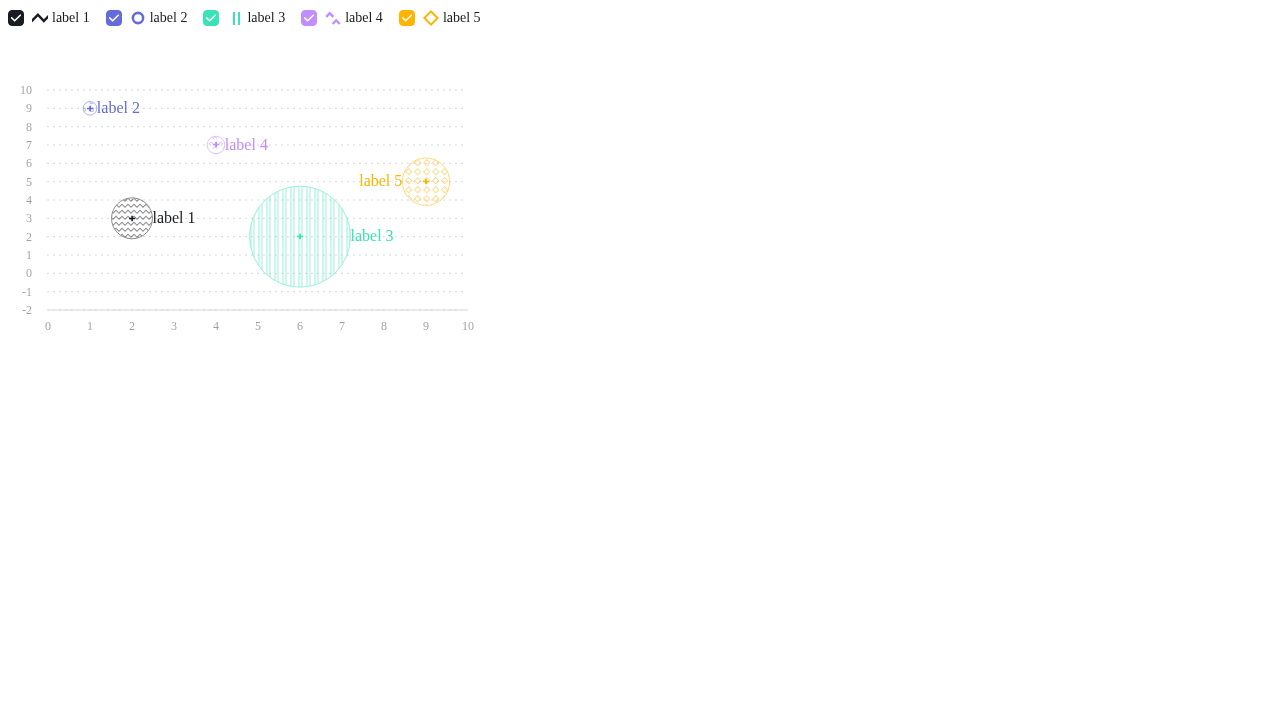 label 1 label 2 label 3 label 4 label 5
10
9
label 2
8
7
label 4
6
5
label 5
4
3
label 1
2
label 3
1
0
-1
-2
0 1 2 3 4 5 6 7 8 9 10